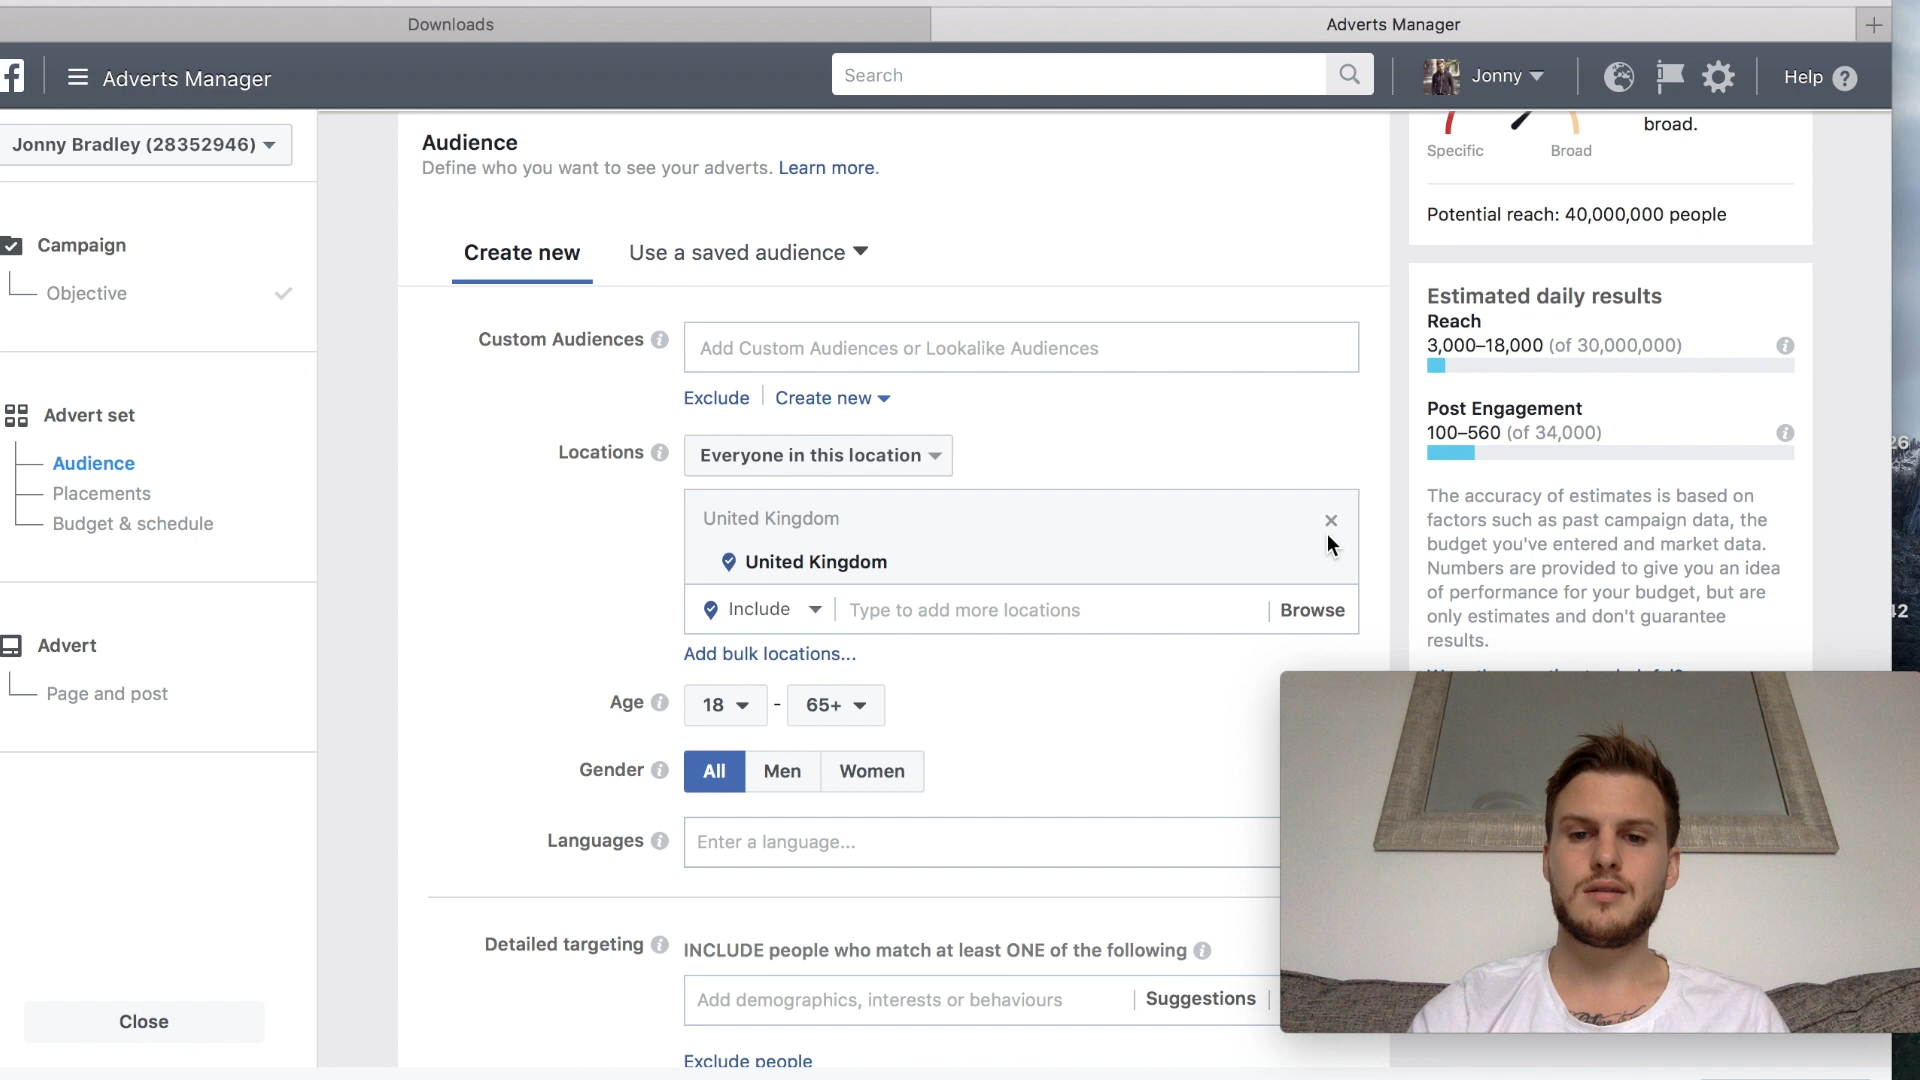 Downloads
Adverts Manager
Adverts Manager
Search
Jonny
Help
Jonny Bradley (28352946)
Campaign
Objective
Advert set
Audience
Placements
Budget & schedule
Advert
Page and post
Close
Audience
Define who you want to see your adverts. Learn more.
Create new
Use a saved audience
Custom Audiences
Add Custom Audiences or Lookalike Audiences
Exclude
Create new
Locations
Everyone in this location
United Kingdom
United Kingdom
Include
Type to add more locations
Browse
Add bulk locations...
Age
18 - 65+
Gender
All
Men
Women
Languages
Enter a language...
Detailed targeting
INCLUDE people who match at least ONE of the following
Add demographics, interests or behaviours
Suggestions
Exclude people
broad.
Specific
Broad
Potential reach: 40,000,000 people
Estimated daily results
Reach
3,000–18,000 (of 30,000,000)
Post Engagement
100–560 (of 34,000)
The accuracy of estimates is based on
factors such as past campaign data, the
budget you've entered and market data.
Numbers are provided to give you an idea
of performance for your budget, but are
only estimates and don't guarantee
results.